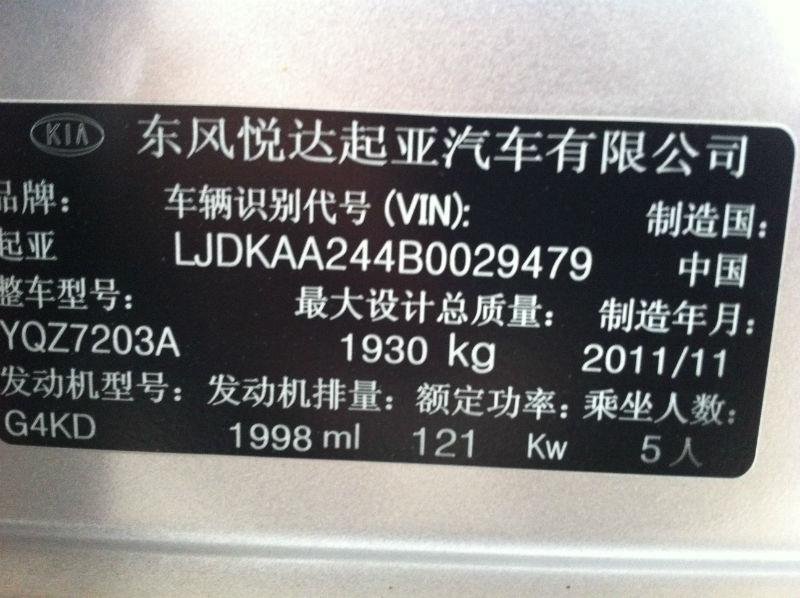 KIA 东风悦达起亚汽车有限公司
品牌: 车辆识别代号(VIN): 制造国:
起亚 LJDKAA244B0029479 中国
整车型号: 最大设计总质量: 制造年月:
YQZ7203A 1930 kg 2011/11
发动机型号: 发动机排量: 额定功率: 乘坐人数:
G4KD 1998 ml 121 Kw 5人